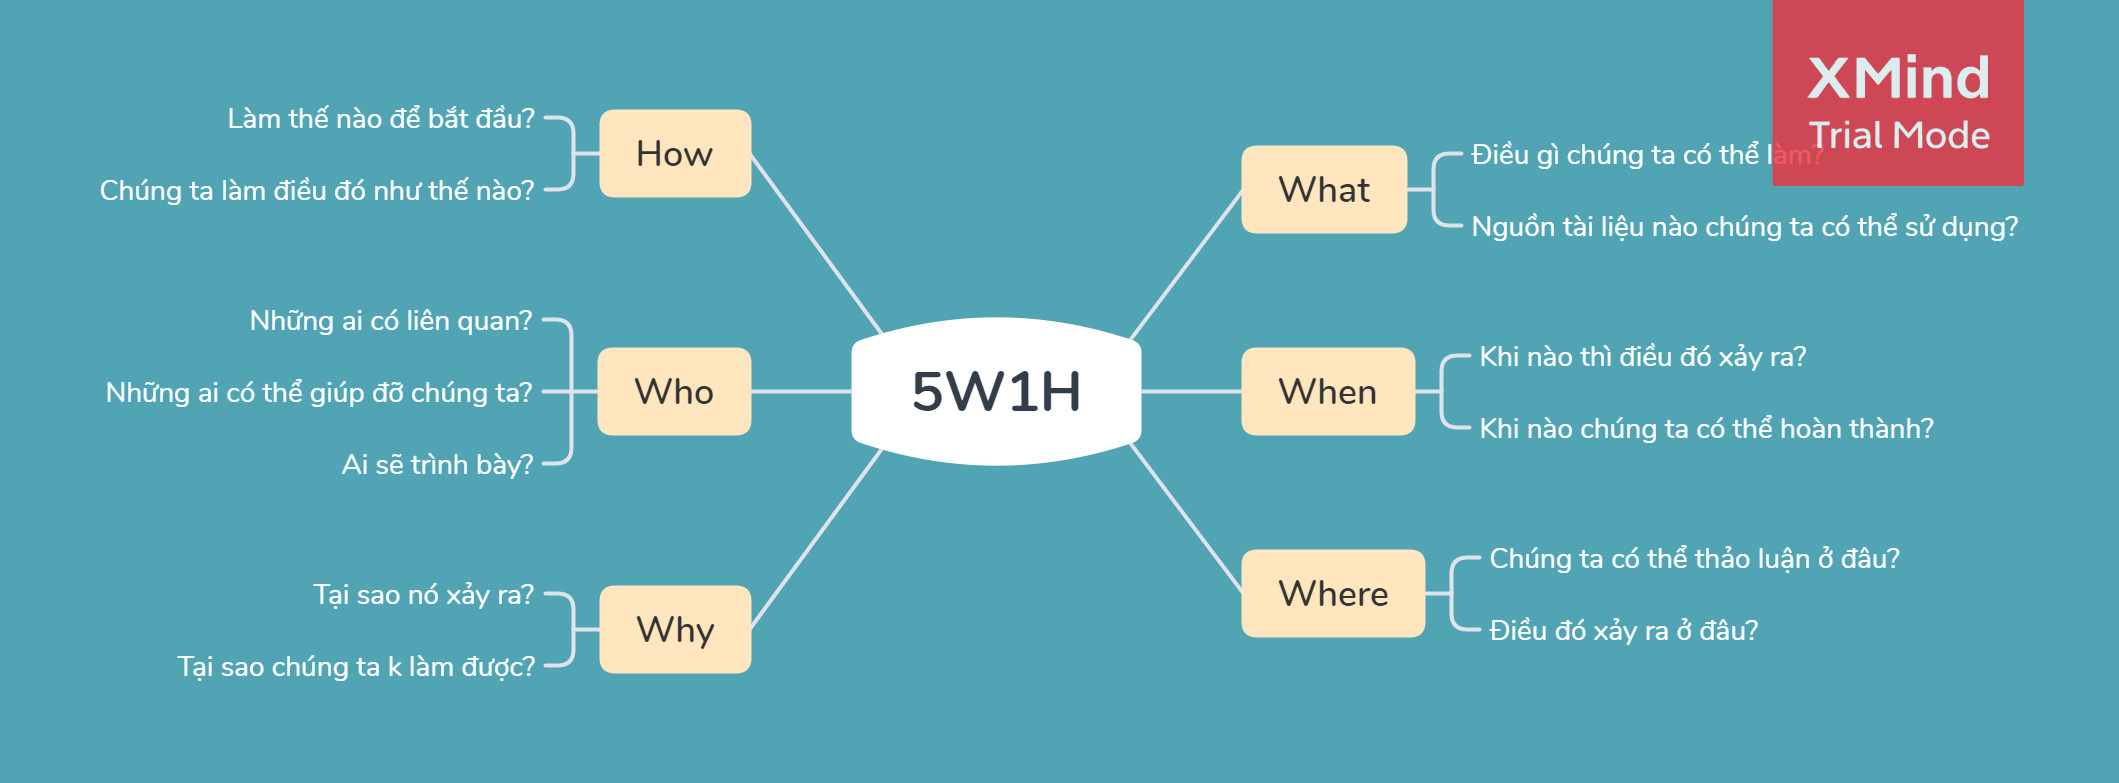 XMind
Trial Mode
5W1H
What
Điều gì chúng ta có thể làm?
Nguồn tài liệu nào chúng ta có thể sử dụng?
When
Khi nào thì điều đó xảy ra?
Khi nào chúng ta có thể hoàn thành?
Where
Chúng ta có thể thảo luận ở đâu?
Điều đó xảy ra ở đâu?
How
Làm thế nào để bắt đầu?
Chúng ta làm điều đó như thế nào?
Who
Những ai có liên quan?
Những ai có thể giúp đỡ chúng ta?
Ai sẽ trình bày?
Why
Tại sao nó xảy ra?
Tại sao chúng ta k làm được?